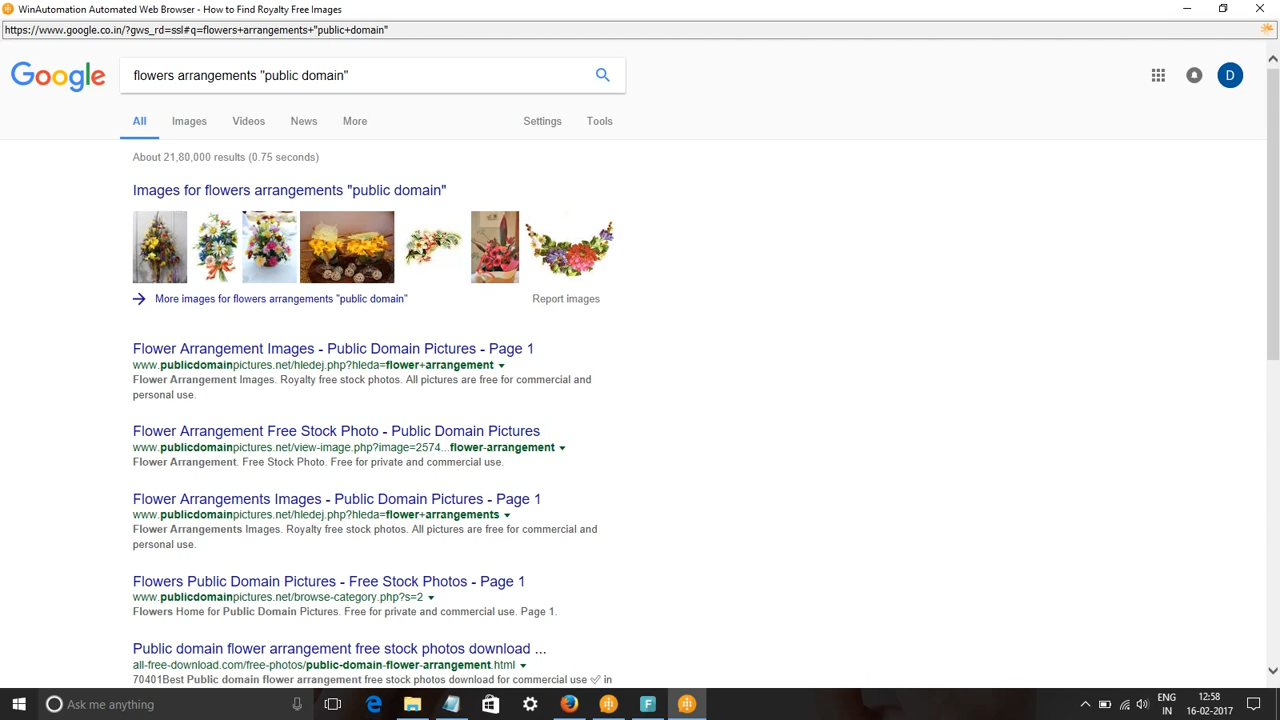 WinAutomation Automated Web Browser - How to Find Royalty Free Images
https://www.google.co.in/?gws_rd=ssl#q=flowers+arrangements+"public+domain"
Google
flowers arrangements "public domain"
D
All Images Videos News More Settings Tools
About 21,80,000 results (0.75 seconds)
Images for flowers arrangements "public domain"
More images for flowers arrangements "public domain" Report images
Flower Arrangement Images - Public Domain Pictures - Page 1
www.publicdomainpictures.net/hledej.php?hleda=flower+arrangement
Flower Arrangement Images. Royalty free stock photos. All pictures are free for commercial and
personal use.
Flower Arrangement Free Stock Photo - Public Domain Pictures
www.publicdomainpictures.net/view-image.php?image=2574...flower-arrangement
Flower Arrangement. Free Stock Photo. Free for private and commercial use.
Flower Arrangements Images - Public Domain Pictures - Page 1
www.publicdomainpictures.net/hledej.php?hleda=flower+arrangements
Flower Arrangements Images. Royalty free stock photos. All pictures are free for commercial and
personal use.
Flowers Public Domain Pictures - Free Stock Photos - Page 1
www.publicdomainpictures.net/browse-category.php?s=2
Flowers Home for Public Domain Pictures. Free for private and commercial use. Page 1.
Public domain flower arrangement free stock photos download ...
all-free-download.com/free-photos/public-domain-flower-arrangement.html
70401Best Public domain flower arrangement free stock photos download for commercial use ✅ in
Ask me anything
F
ENG
IN
12:58
16-02-2017